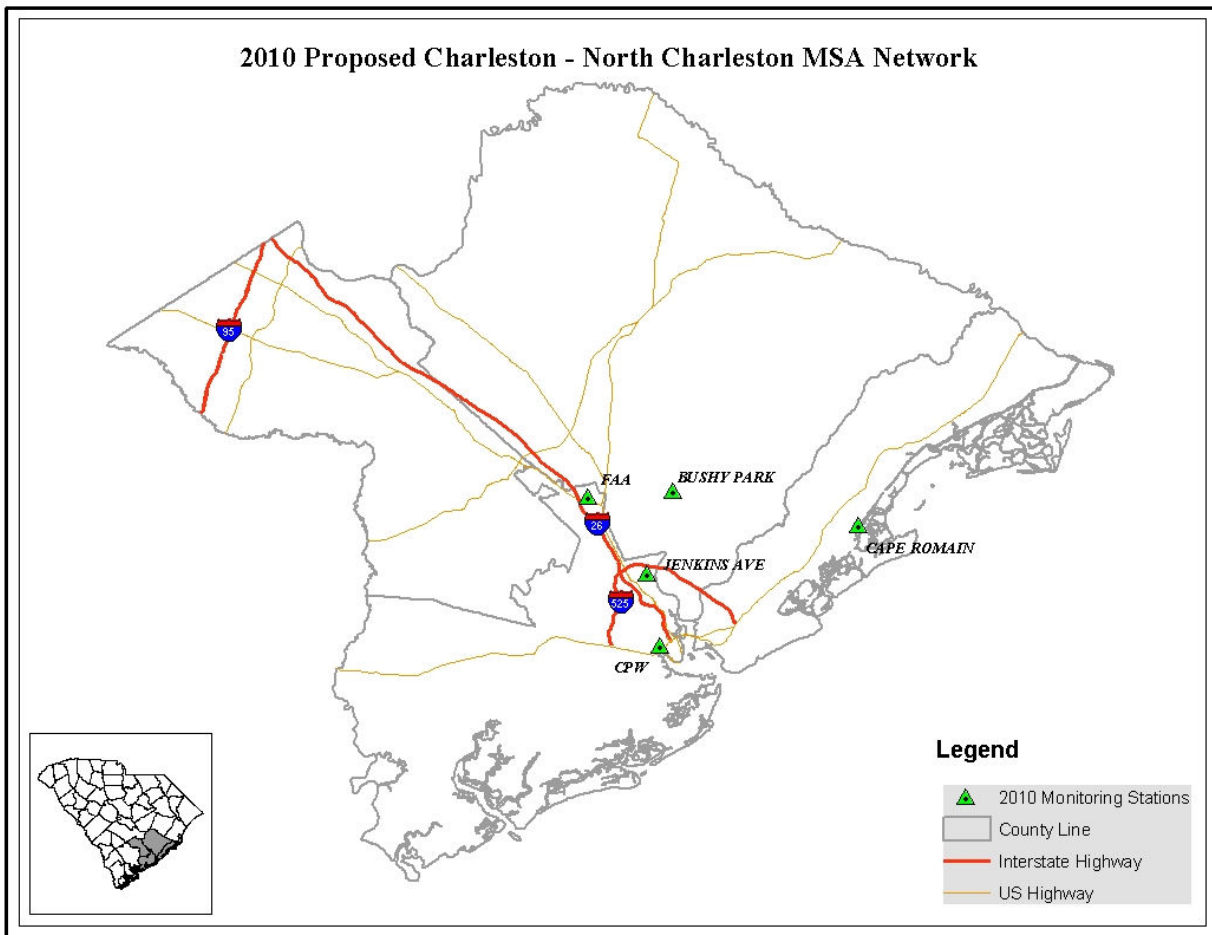 2010 Proposed Charleston - North Charleston MSA Network
95
FAA
BUSHY PARK
26
CAPE ROMAIN
JENKINS AVE
525
CPW
Legend
2010 Monitoring Stations
County Line
Interstate Highway
US Highway